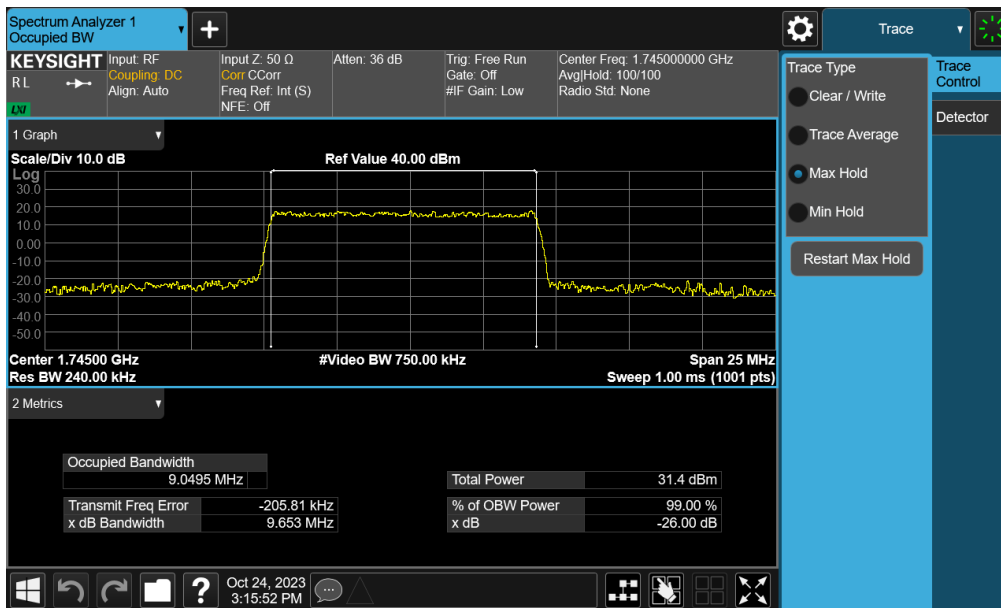 Spectrum Analyzer 1
Occupied BW
Trace
KEYSIGHT
R L
LXI
Input: RF
Coupling: DC
Align: Auto
Input Z: 50 Ω
Corr CCorr
Freq Ref: Int (S)
NFE: Off
Atten: 36 dB
Trig: Free Run
Gate: Off
#IF Gain: Low
Center Freq: 1.745000000 GHz
Avg|Hold: 100/100
Radio Std: None
1 Graph
Scale/Div 10.0 dB
Ref Value 40.00 dBm
Log
30.0
20.0
10.0
0.00
-10.0
-20.0
-30.0
-40.0
-50.0
Center 1.74500 GHz
#Video BW 750.00 kHz
Span 25 MHz
Res BW 240.00 kHz
Sweep 1.00 ms (1001 pts)
2 Metrics
Occupied Bandwidth
9.0495 MHz
Total Power 31.4 dBm
Transmit Freq Error -205.81 kHz
% of OBW Power 99.00 %
x dB Bandwidth 9.653 MHz
x dB -26.00 dB
Trace Type
Clear / Write
Trace Average
Max Hold
Min Hold
Restart Max Hold
Trace
Control
Detector
?
Oct 24, 2023
3:15:52 PM